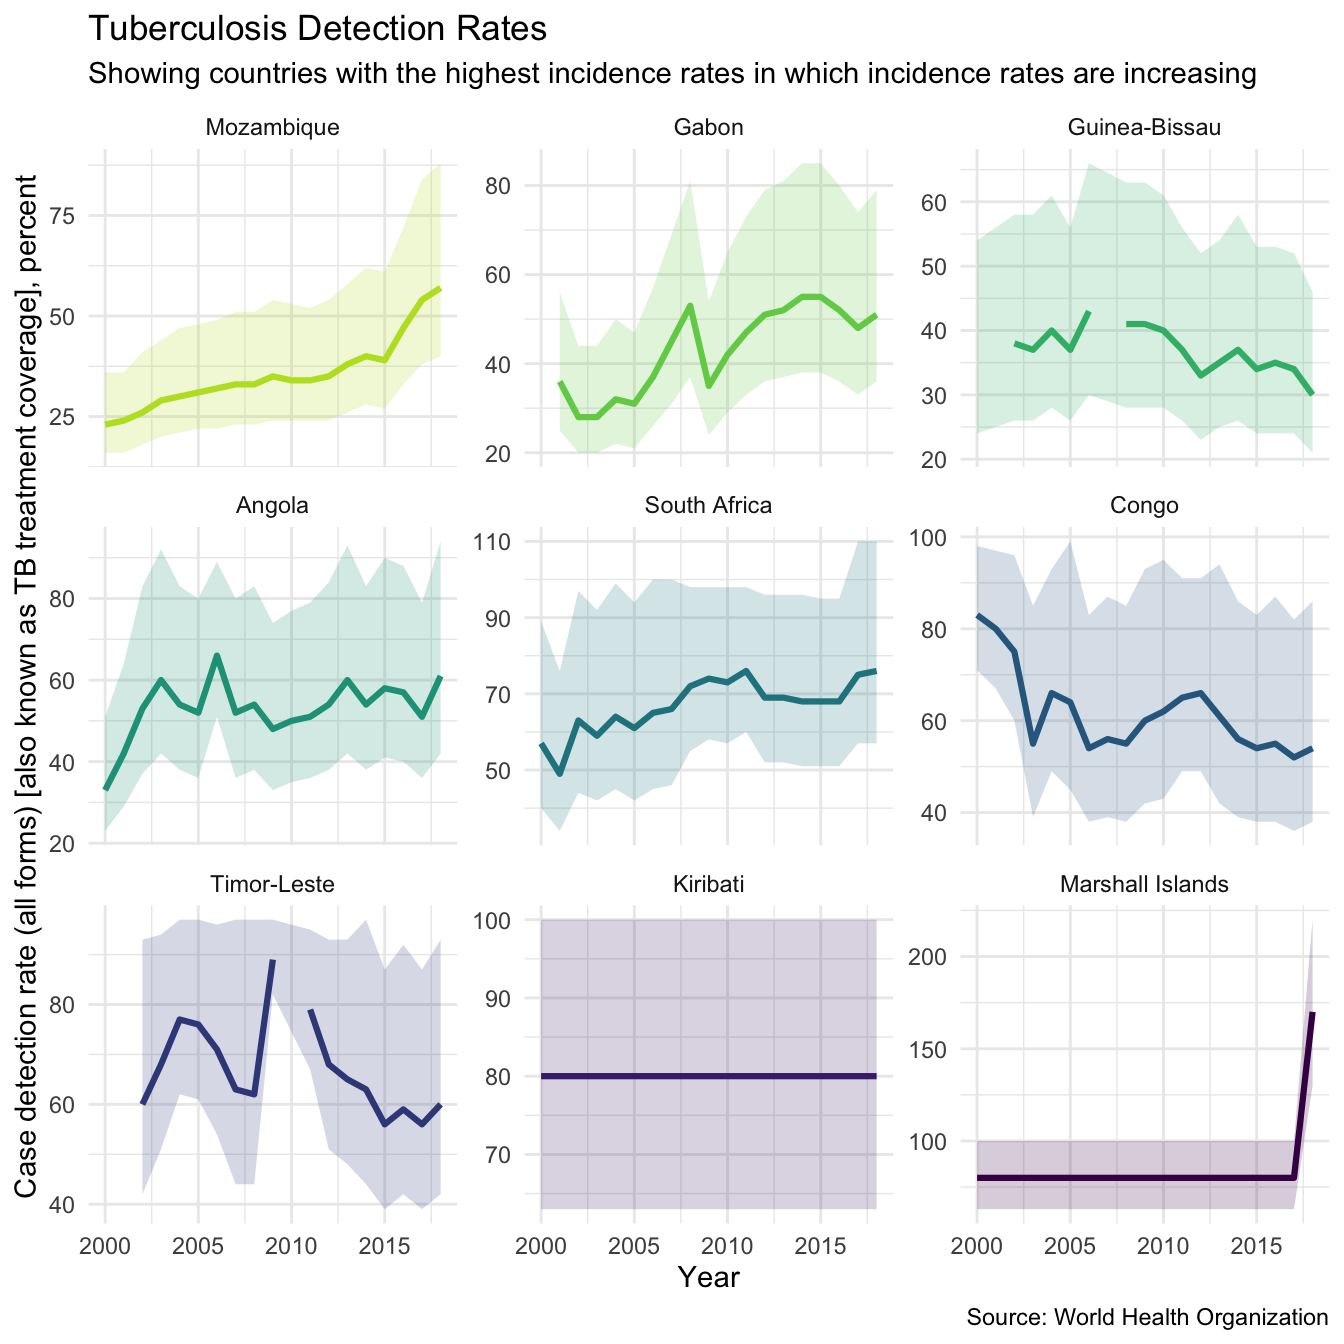 Tuberculosis Detection Rates
Showing countries with the highest incidence rates in which incidence rates are increasing
Case detection rate (all forms) [also known as TB treatment coverage], percent
Mozambique
75
50
25
Gabon
80
60
40
20
Guinea-Bissau
60
50
40
30
20
Angola
80
60
40
20
South Africa
110
90
70
50
Congo
100
80
60
40
Timor-Leste
80
60
40
2000 2005 2010 2015
Kiribati
100
90
80
70
2000 2005 2010 2015
Marshall Islands
200
150
100
2000 2005 2010 2015
Year
Source: World Health Organization